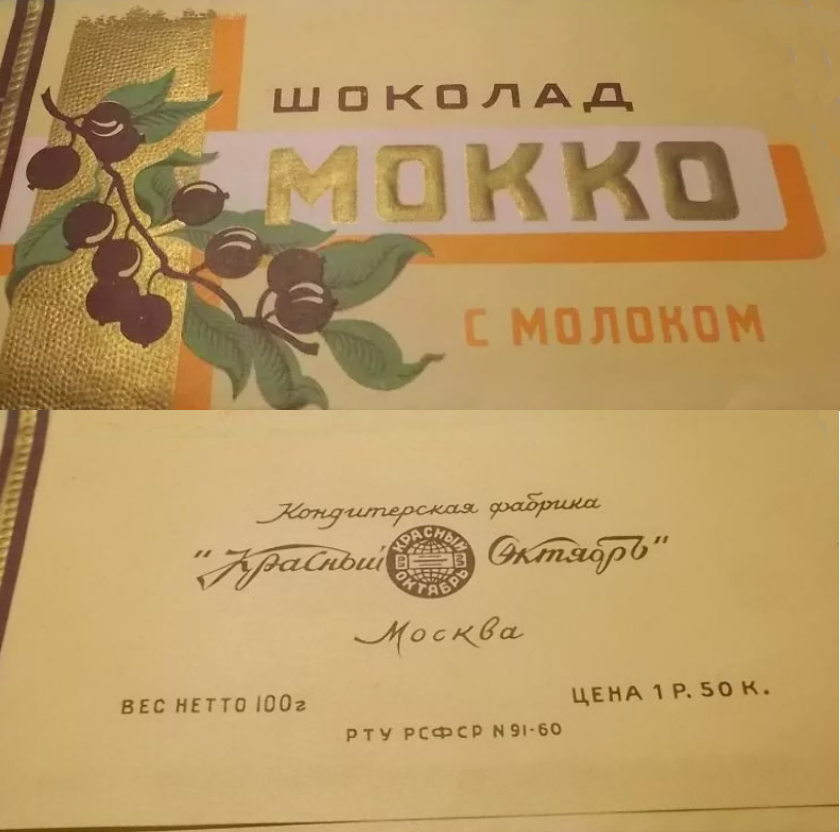 ШОКОЛАД
МОККО
С МОЛОКОМ
Кондитерская фабрика
"Красный Октябрь"
КРАСНЫЙ
ОКТЯБРЬ
Москва
ВЕС НЕТТО 100г
ЦЕНА 1 Р. 50 К.
РТУ РСФСР N 91-60